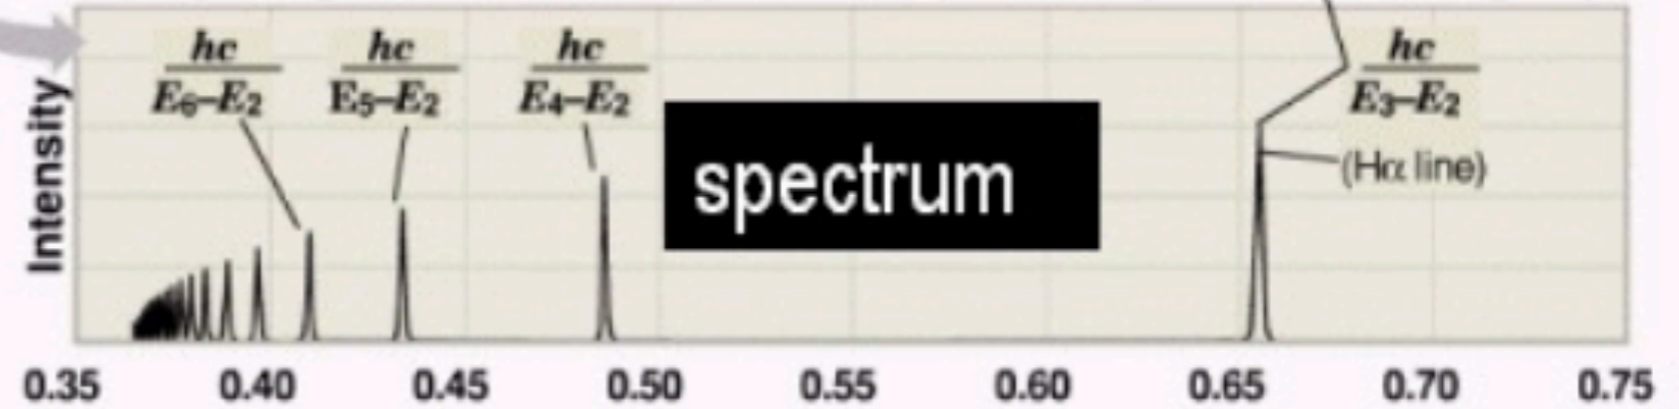 hc
E6–E2
hc
E5–E2
hc
E4–E2
hc
E3–E2
spectrum
(Hα line)
Intensity
0.35 0.40 0.45 0.50 0.55 0.60 0.65 0.70 0.75